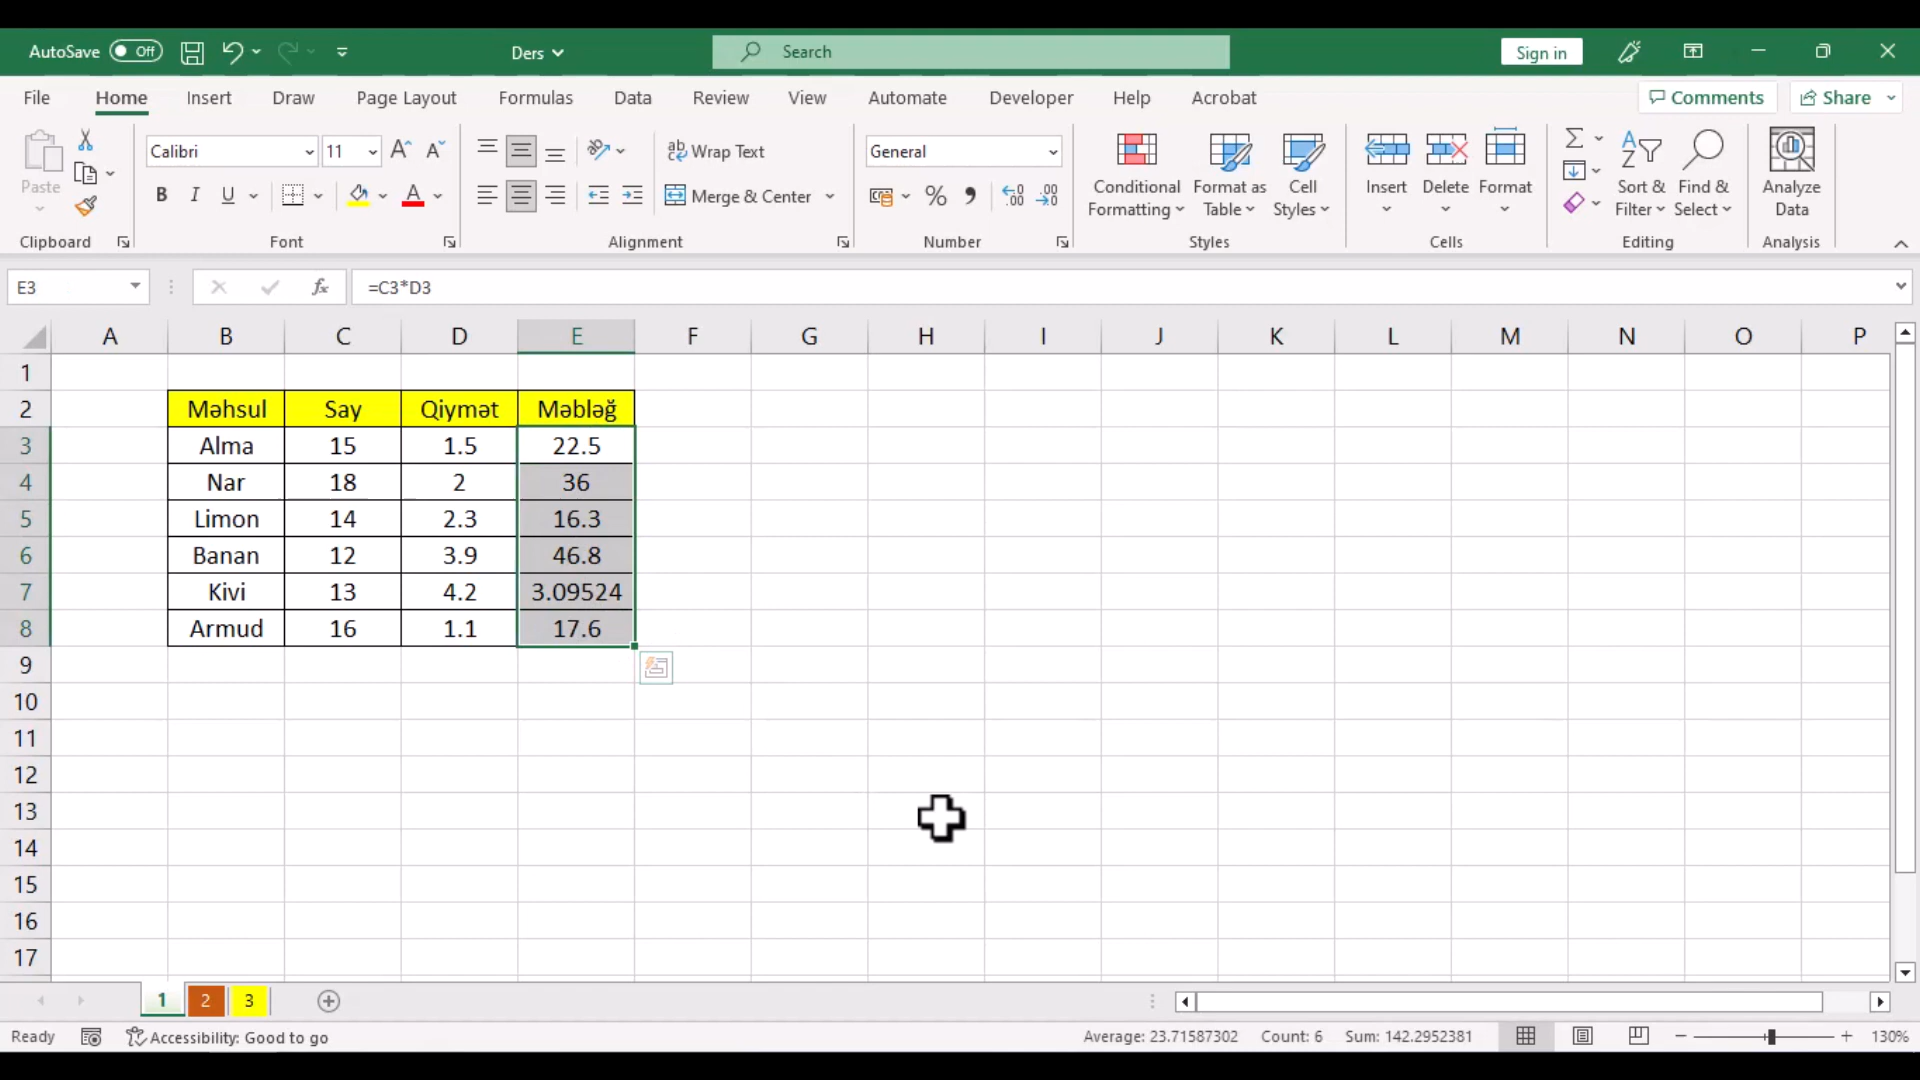 AutoSave Off Ders Search Sign in
File Home Insert Draw Page Layout Formulas Data Review View Automate Developer Help Acrobat Comments Share
Paste Calibri 11 Wrap Text General Conditional Formatting Format as Table Cell Styles Insert Delete Format Sort & Filter Find & Select Analyze Data
B I U A Merge & Center %
Clipboard Font Alignment Number Styles Cells Editing Analysis
E3 fx =C3*D3
A B C D E F G H I J K L M N O P
1
2 Məhsul Say Qiymət Məbləğ
3 Alma 15 1.5 22.5
4 Nar 18 2 36
5 Limon 14 2.3 16.3
6 Banan 12 3.9 46.8
7 Kivi 13 4.2 3.09524
8 Armud 16 1.1 17.6
9
10
11
12
13
14
15
16
17
1 2 3
Ready Accessibility: Good to go Average: 23.71587302 Count: 6 Sum: 142.2952381 130%